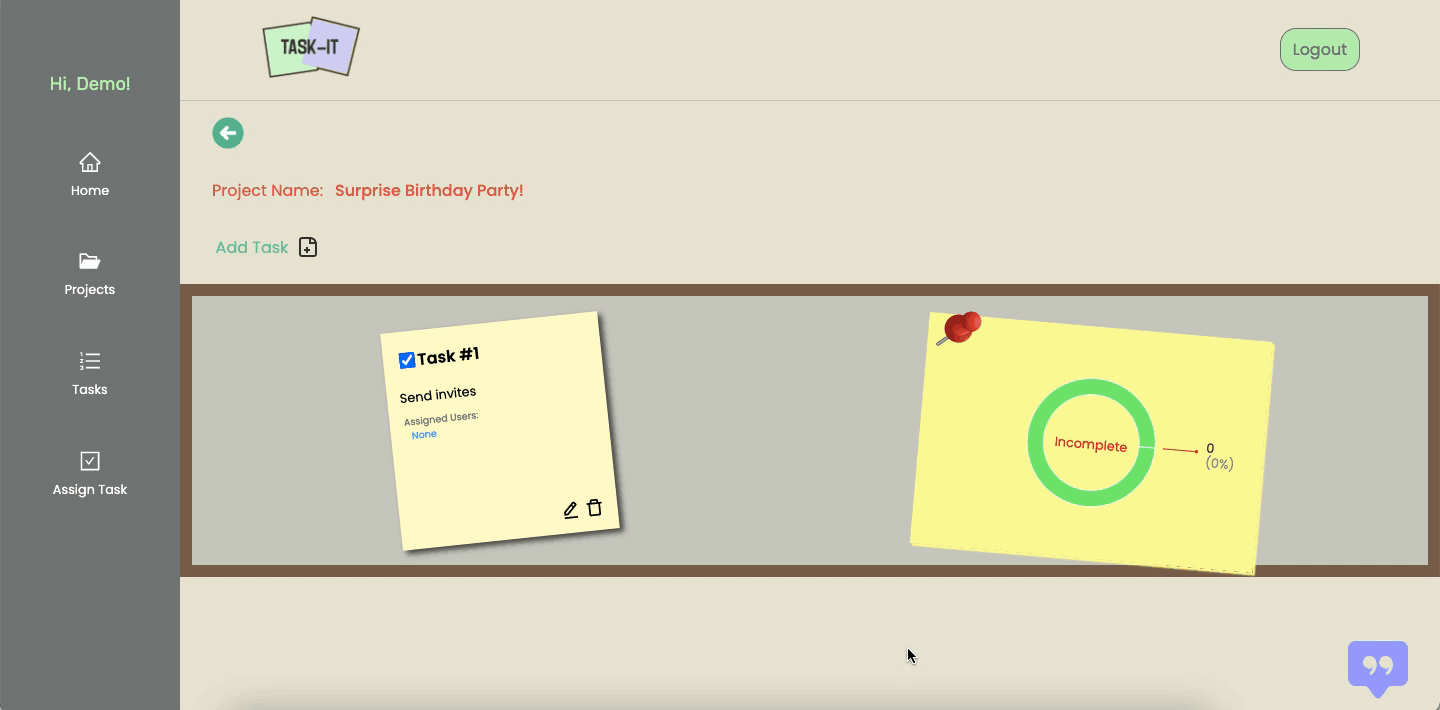 TASK-IT
Logout
Hi, Demo!
Home
Projects
Tasks
Assign Task
Project Name: Surprise Birthday Party!
Add Task
Task #1
Send invites
Assigned Users:
None
Incomplete
0
(0%)